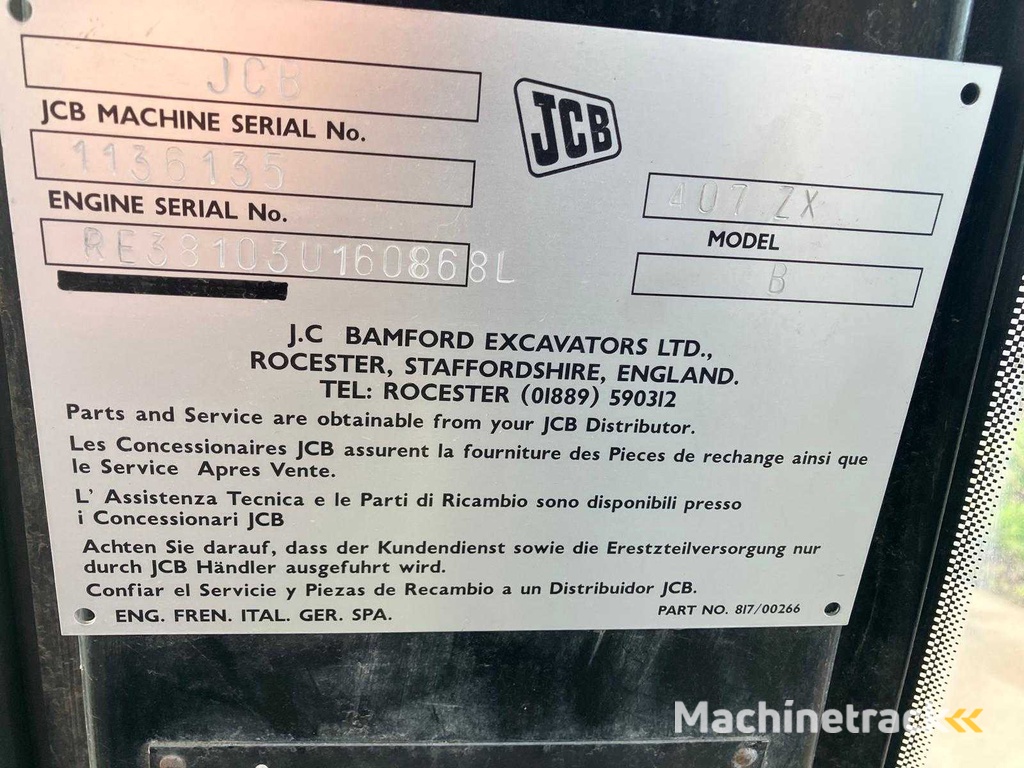 JCB
JCB MACHINE SERIAL No.
1136135
ENGINE SERIAL No.
RE38103U160868L
JCB
407 ZX
MODEL
B
J.C BAMFORD EXCAVATORS LTD.,
ROCESTER, STAFFORDSHIRE, ENGLAND.
TEL: ROCESTER (01889) 590312
Parts and Service are obtainable from your JCB Distributor.
Les Concessionaires JCB assurent la fourniture des Pieces de rechange ainsi que
le Service Apres Vente.
L' Assistenza Tecnica e le Parti di Ricambio sono disponibili presso
i Concessionari JCB
Achten Sie darauf, dass der Kundendienst sowie die Erestzteilversorgung nur
durch JCB Händler ausgefuhrt wird.
Confiar el Servicie y Piezas de Recambio a un Distribuidor JCB.
ENG. FREN. ITAL. GER. SPA.
PART NO. 817/00266